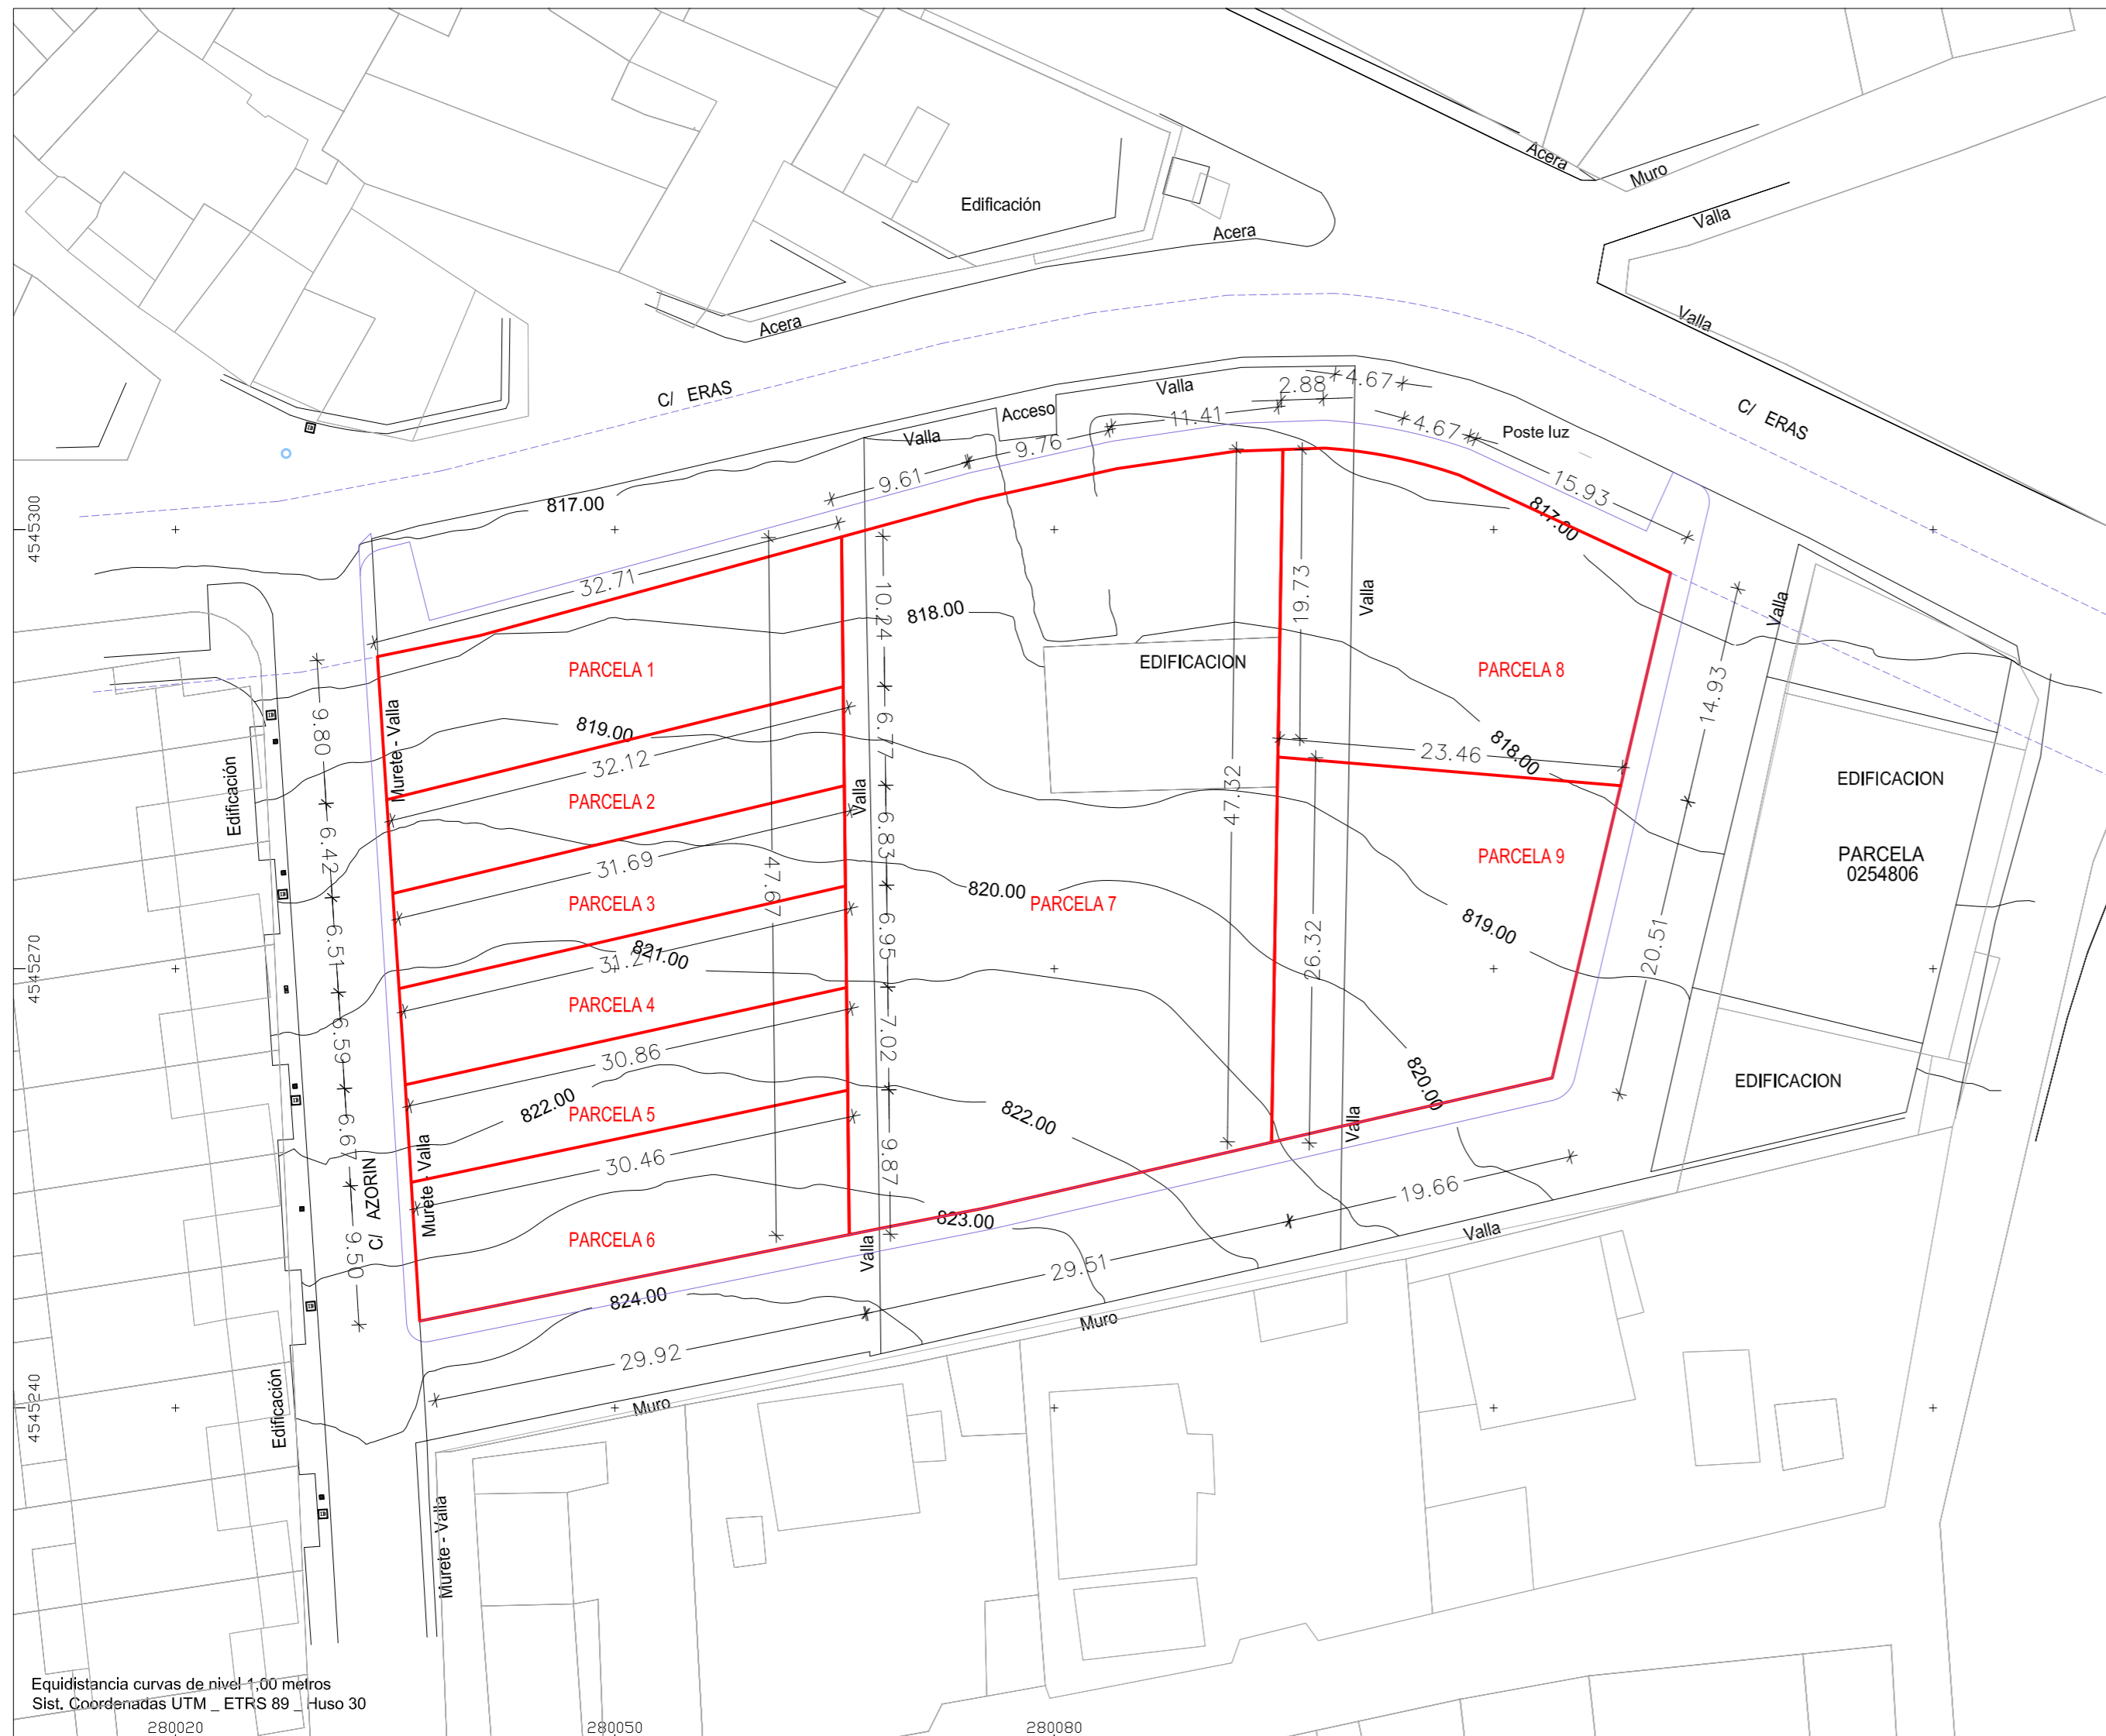 Acera
Muro
Edificación
Acera
Valla
Valla
Acera
C/ ERAS
2.88
4.67
Valla
C/ ERAS
Acceso
11.41
4.67
Poste luz
Valla
9.76
9.61
15.93
817.00
817.00
4545300
32.71
10.24
19.73
Valla
Valla
818.00
PARCELA 1
EDIFICACION
PARCELA 8
14.93
9.80
Murete - Valla
819.00
6.77
23.46
818.00
32.12
EDIFICACION
Edificación
PARCELA 2
Valla
47.32
6.42
31.69
6.83
PARCELA 9
PARCELA
0254806
47.67
820.00
PARCELA 3
PARCELA 7
819.00
6.51
821.00
31.27
6.95
26.32
20.51
4545270
PARCELA 4
6.59
30.86
7.02
820.00
EDIFICACION
822.00
PARCELA 5
822.00
Valla
6.67
30.46
9.87
C/ AZORIN
Murete - Valla
19.66
823.00
Valla
PARCELA 6
Valla
9.50
29.51
824.00
Muro
29.92
4545240
Edificación
Muro
Murete - Valla
Equidistancia curvas de nivel 1,00 metros
Sist. Coordenadas UTM _ ETRS 89 _ Huso 30
280020
280050
280080